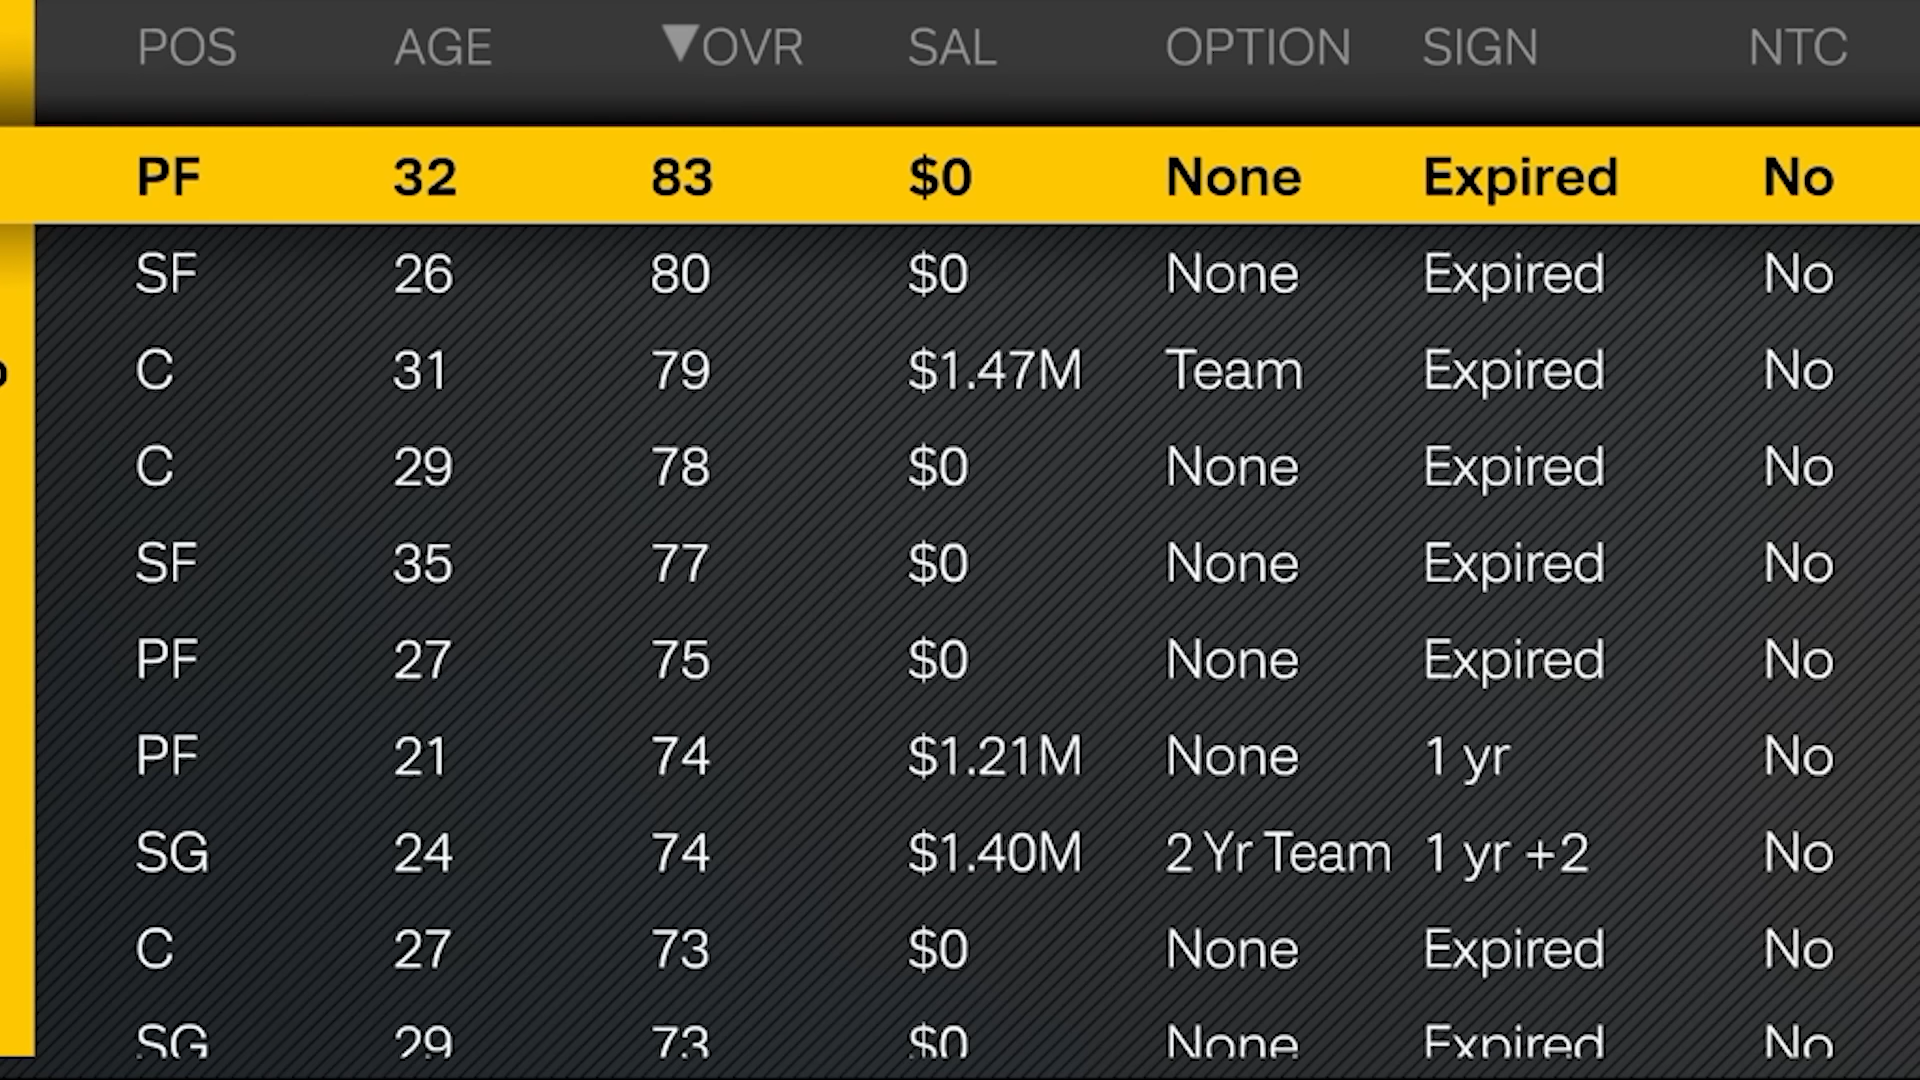 POS AGE ▼OVR SAL OPTION SIGN NTC
PF 32 83 $0 None Expired No
SF 26 80 $0 None Expired No
C 31 79 $1.47M Team Expired No
C 29 78 $0 None Expired No
SF 35 77 $0 None Expired No
PF 27 75 $0 None Expired No
PF 21 74 $1.21M None 1 yr No
SG 24 74 $1.40M 2 Yr Team 1 yr +2 No
C 27 73 $0 None Expired No
SG 29 73 $0 None Expired No